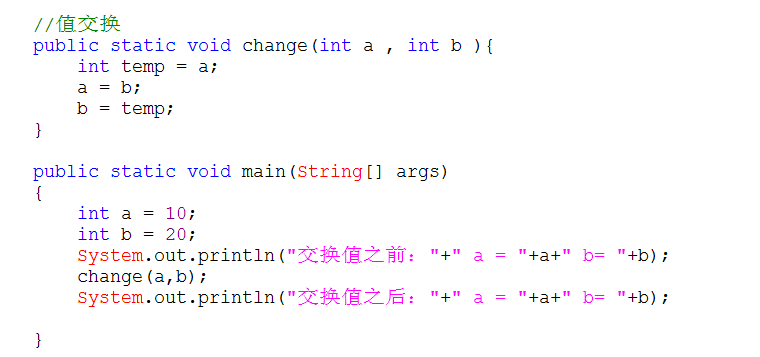 //值交换
public static void change(int a , int b ){
int temp = a;
a = b;
b = temp;
}
public static void main(String[] args)
{
int a = 10;
int b = 20;
System.out.println("交换值之前："+" a = "+a+" b= "+b);
change(a,b);
System.out.println("交换值之后："+" a = "+a+" b= "+b);
}